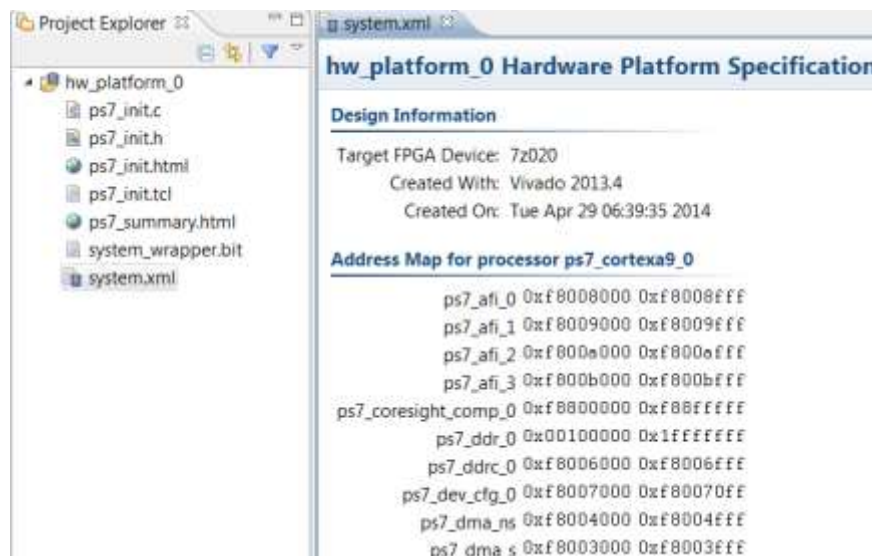 Project Explorer
hw_platform_0
ps7_init.c
ps7_init.h
ps7_init.html
ps7_init.tcl
ps7_summary.html
system_wrapper.bit
system.xml
system.xml
hw_platform_0 Hardware Platform Specification
Design Information
Target FPGA Device: 7z020
Created With: Vivado 2013.4
Created On: Tue Apr 29 06:39:35 2014
Address Map for processor ps7_cortexa9_0
ps7_afi_0 0xf8008000 0xf8008fff
ps7_afi_1 0xf8009000 0xf8009fff
ps7_afi_2 0xf800a000 0xf800afff
ps7_afi_3 0xf800b000 0xf800bfff
ps7_coresight_comp_0 0xf8800000 0xf88fffff
ps7_ddr_0 0x00100000 0x1fffffff
ps7_ddrc_0 0xf8006000 0xf8006fff
ps7_dev_cfg_0 0xf8007000 0xf80070ff
ps7_dma_ns 0xf8004000 0xf8004fff
ps7_dma_s 0xf8003000 0xf8003fff